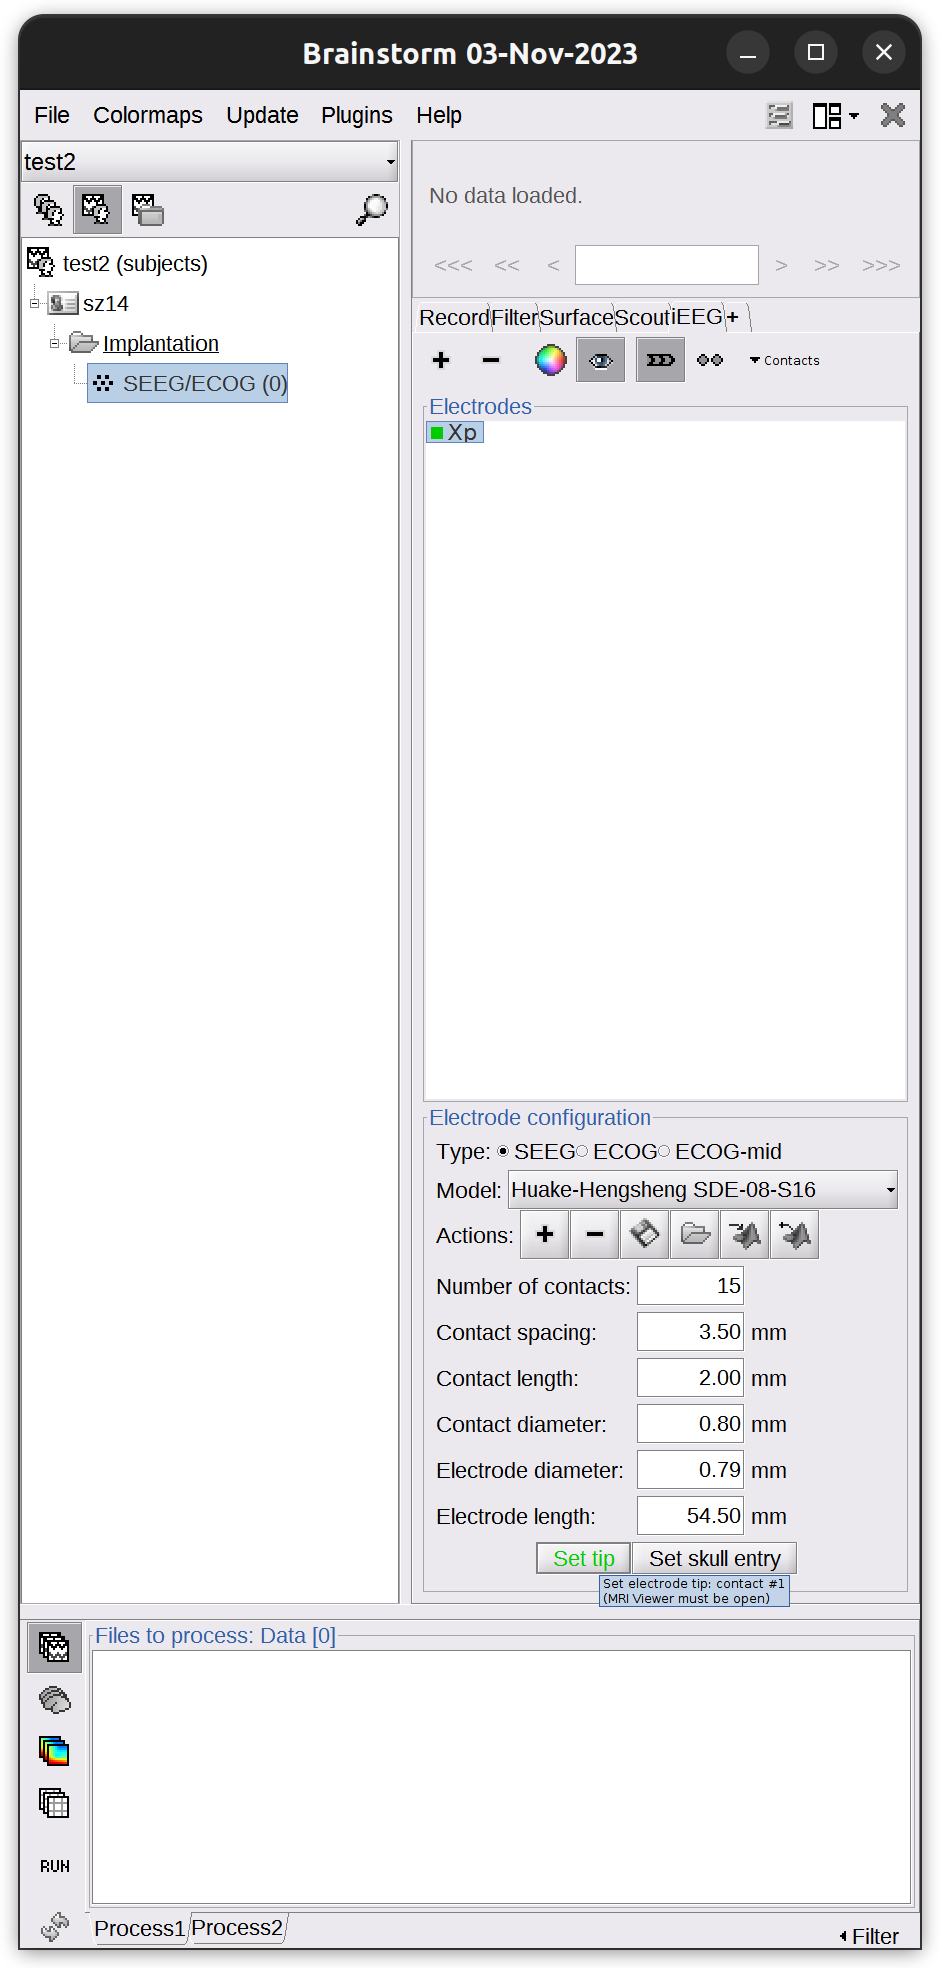 Brainstorm 03-Nov-2023
File Colormaps Update Plugins Help
test2
test2 (subjects)
sz14
Implantation
SEEG/ECOG (0)
No data loaded.
<<< << < > >> >>>
Record Filter Surface Scout iEEG +
Contacts
Electrodes
Xp
Electrode configuration
Type: SEEG ECOG ECOG-mid
Model: Huake-Hengsheng SDE-08-S16
Actions:
Number of contacts: 15
Contact spacing: 3.50 mm
Contact length: 2.00 mm
Contact diameter: 0.80 mm
Electrode diameter: 0.79 mm
Electrode length: 54.50 mm
Set tip Set skull entry
Set electrode tip: contact #1
(MRI Viewer must be open)
Files to process: Data [0]
RUN
Process1 Process2
Filter